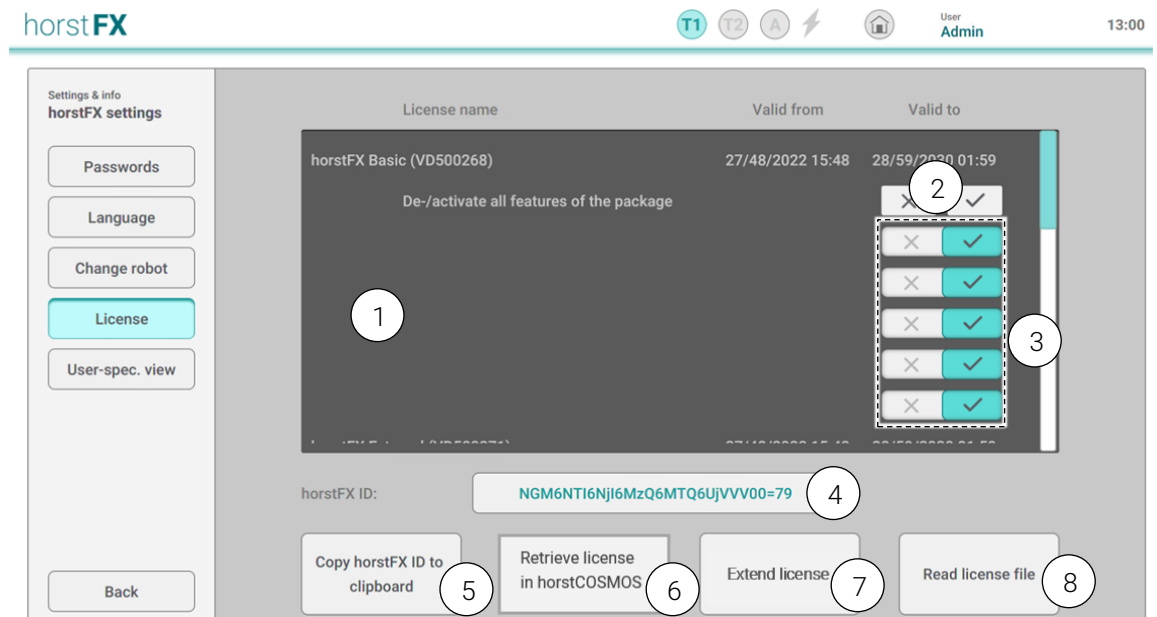 horstFX
T1 T2 A
User
Admin
13:00
Settings & info
horstFX settings
Passwords
Language
Change robot
License
User-spec. view
Back
License name Valid from Valid to
horstFX Basic (VD500268) 27/48/2022 15:48 28/59/2030 01:59
De-/activate all features of the package
1
2
3
horstFX ID: NGM6NTI6NjI6MzQ6MTQ6UjVVV00=79 4
Copy horstFX ID to
clipboard
5
Retrieve license
in horstCOSMOS
6
Extend license
7
Read license file
8